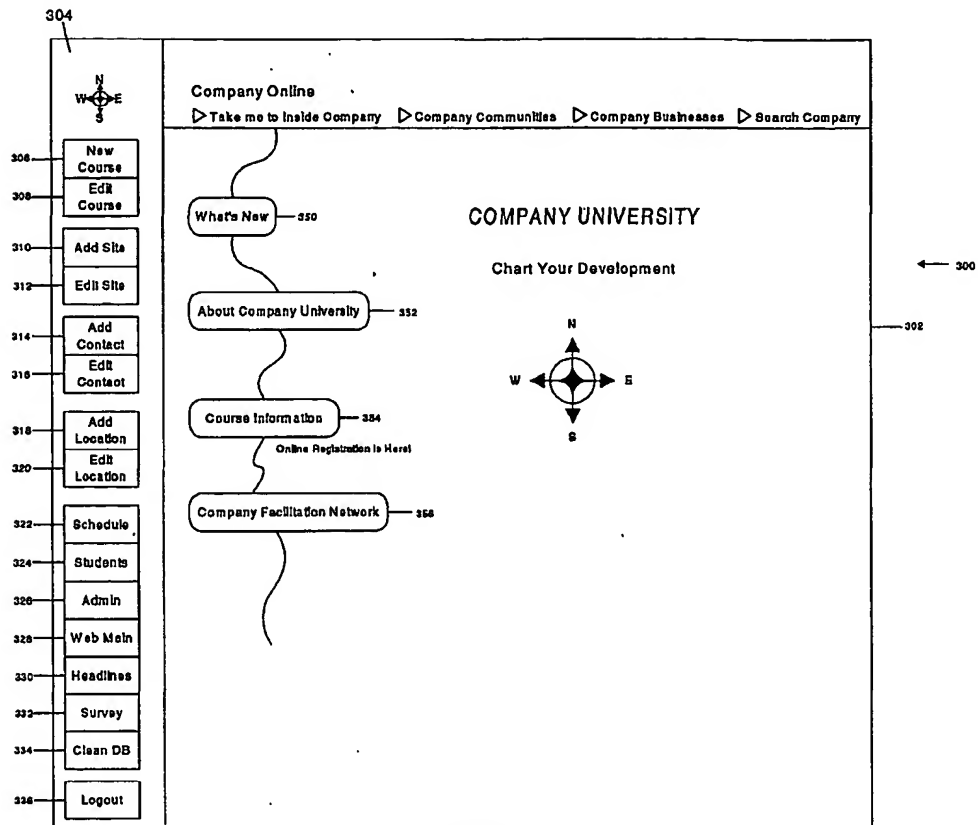 304
N
W E
S
Company Online
Take me to Inside Company Company Communities Company Businesses Search Company
306
New
Course
308
Edit
Course
310
Add Site
312
Edit Site
314
Add
Contact
316
Edit
Contact
318
Add
Location
320
Edit
Location
322
Schedule
324
Students
326
Admin
328
Web Main
330
Headlines
332
Survey
334
Clean DB
336
Logout
What's New
350
About Company University
352
Course Information
354
Online Registration is Here!
Company Facilitation Network
356
COMPANY UNIVERSITY
Chart Your Development
N
W E
S
300
302